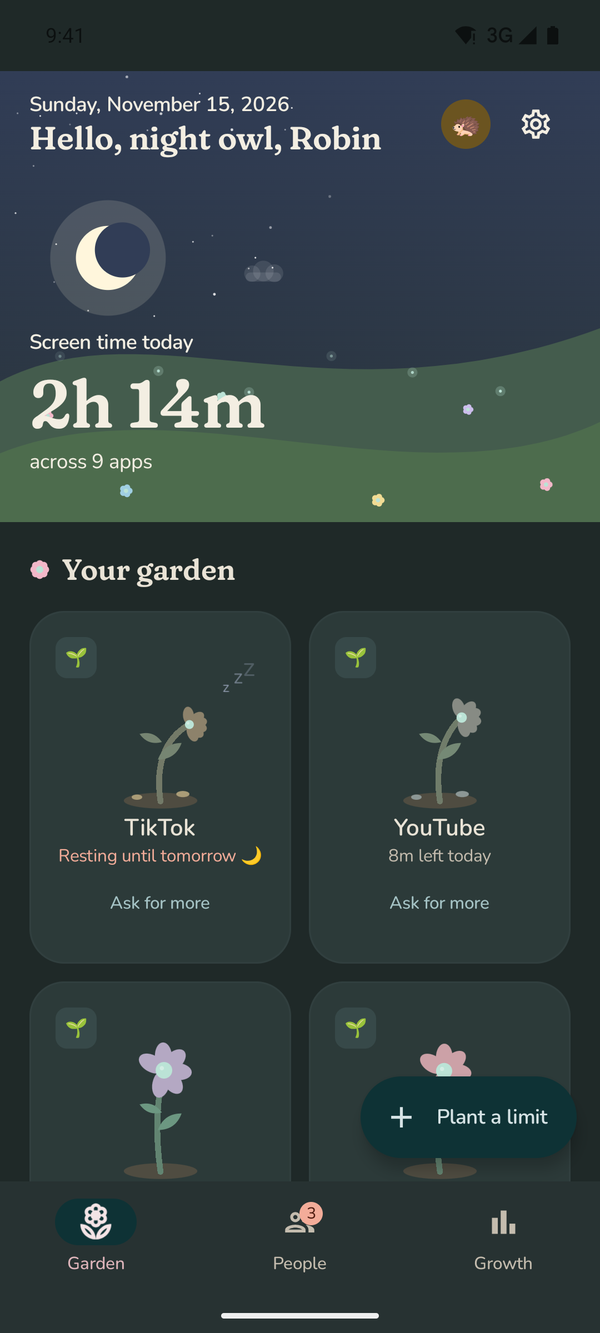 9:41
3G
Sunday, November 15, 2026
Hello, night owl, Robin
Screen time today
2h 14m
across 9 apps
Your garden
z z Z
TikTok
Resting until tomorrow 🌙
Ask for more
YouTube
8m left today
Ask for more
Plant a limit
3
Garden
People
Growth